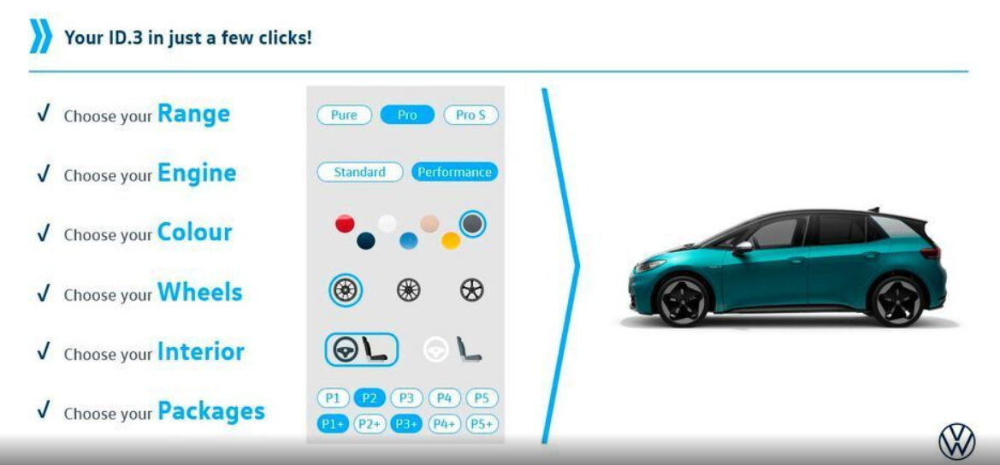 Your ID.3 in just a few clicks!
✓ Choose your Range
Pure Pro Pro S
✓ Choose your Engine
Standard Performance
✓ Choose your Colour
✓ Choose your Wheels
✓ Choose your Interior
✓ Choose your Packages
P1 P2 P3 P4 P5
P1+ P2+ P3+ P4+ P5+